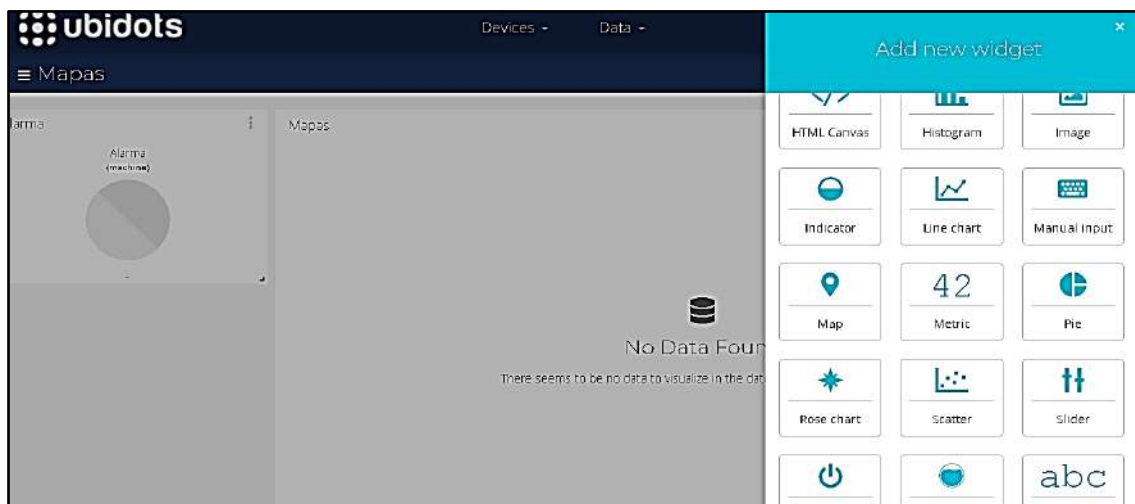 ubidots
Devices
Data
Add new widget
×
≡ Mapas
larma
Mapas
Alarma
(machine)
-
No Data Foun
There seems to be no data to visualize in the dat
HTML Canvas
Histogram
Image
Indicator
Line chart
Manual input
Map
42
Metric
Pie
Rose chart
Scatter
Slider
abc